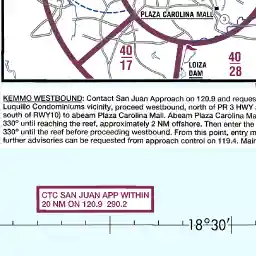 PLAZA CAROLINA MALL
40
17
LOIZA
DAM
40
28
KEMMO WESTBOUND: Contact San Juan Approach on 120.9 and reques
Luquillo Condominiums vicinity, proceed westbound, north of PR 3 HWY
south of RWY10) to abeam Plaza Carolina Mall. Abeam Plaza Carolina Ma
330° until reaching the reef, approximately 2 NM offshore. Then enter the
330° until the reef before proceeding westbound. From this point, entry m
further advisories can be requested from approach control on 119.4. Main
CTC SAN JUAN APP WITHIN
20 NM ON 120.9 290.2
18°30'